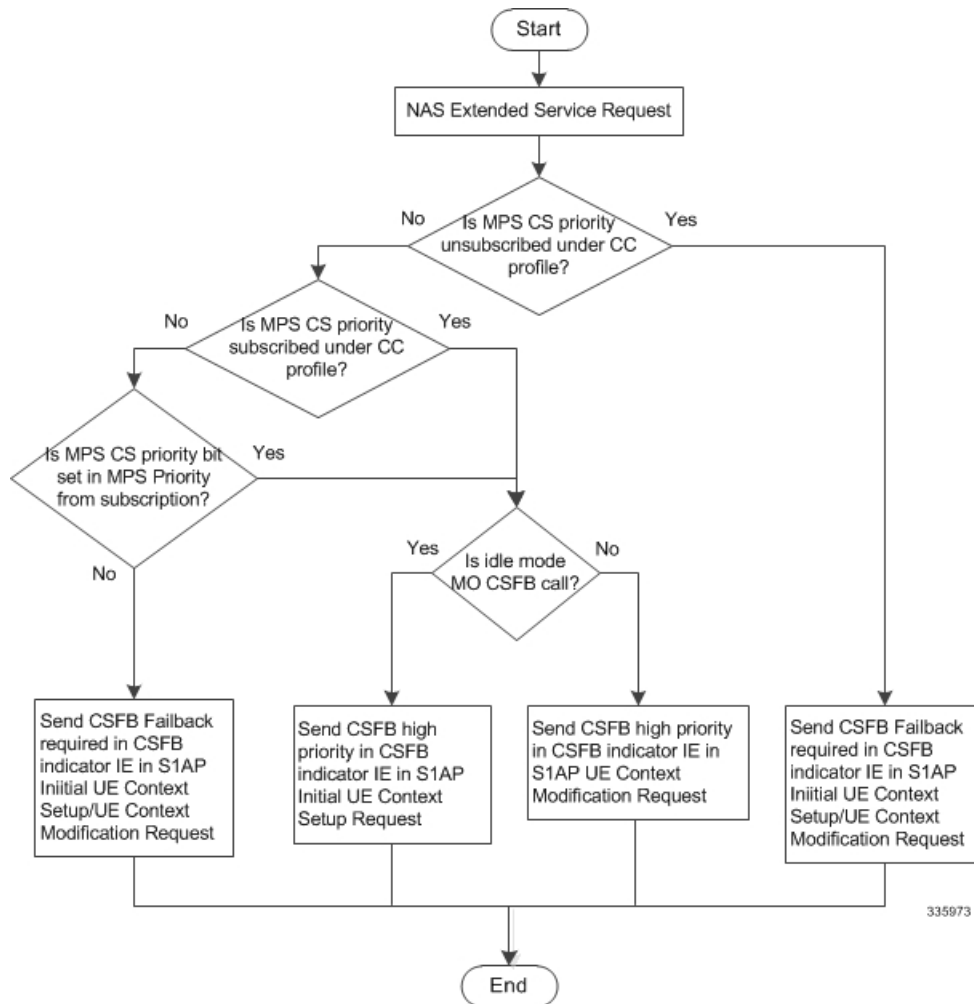 Start
NAS Extended Service Request
No
Yes
Is MPS CS priority
unsubscribed under CC
profile?
No
Yes
Is MPS CS priority
subscribed under CC
profile?
Is MPS CS priority bit
set in MPS Priority
from subscription?
Yes
No
Yes
No
Is idle mode
MO CSFB call?
Send CSFB Failback
required in CSFB
indicator IE in S1AP
Iniitial UE Context
Setup/UE Context
Modification Request
Send CSFB high
priority in CSFB
indicator IE in S1AP
Initial UE Context
Setup Request
Send CSFB high priority
in CSFB indicator IE in
S1AP UE Context
Modification Request
Send CSFB Failback
required in CSFB
indicator IE in S1AP
Iniitial UE Context
Setup/UE Context
Modification Request
335973
End